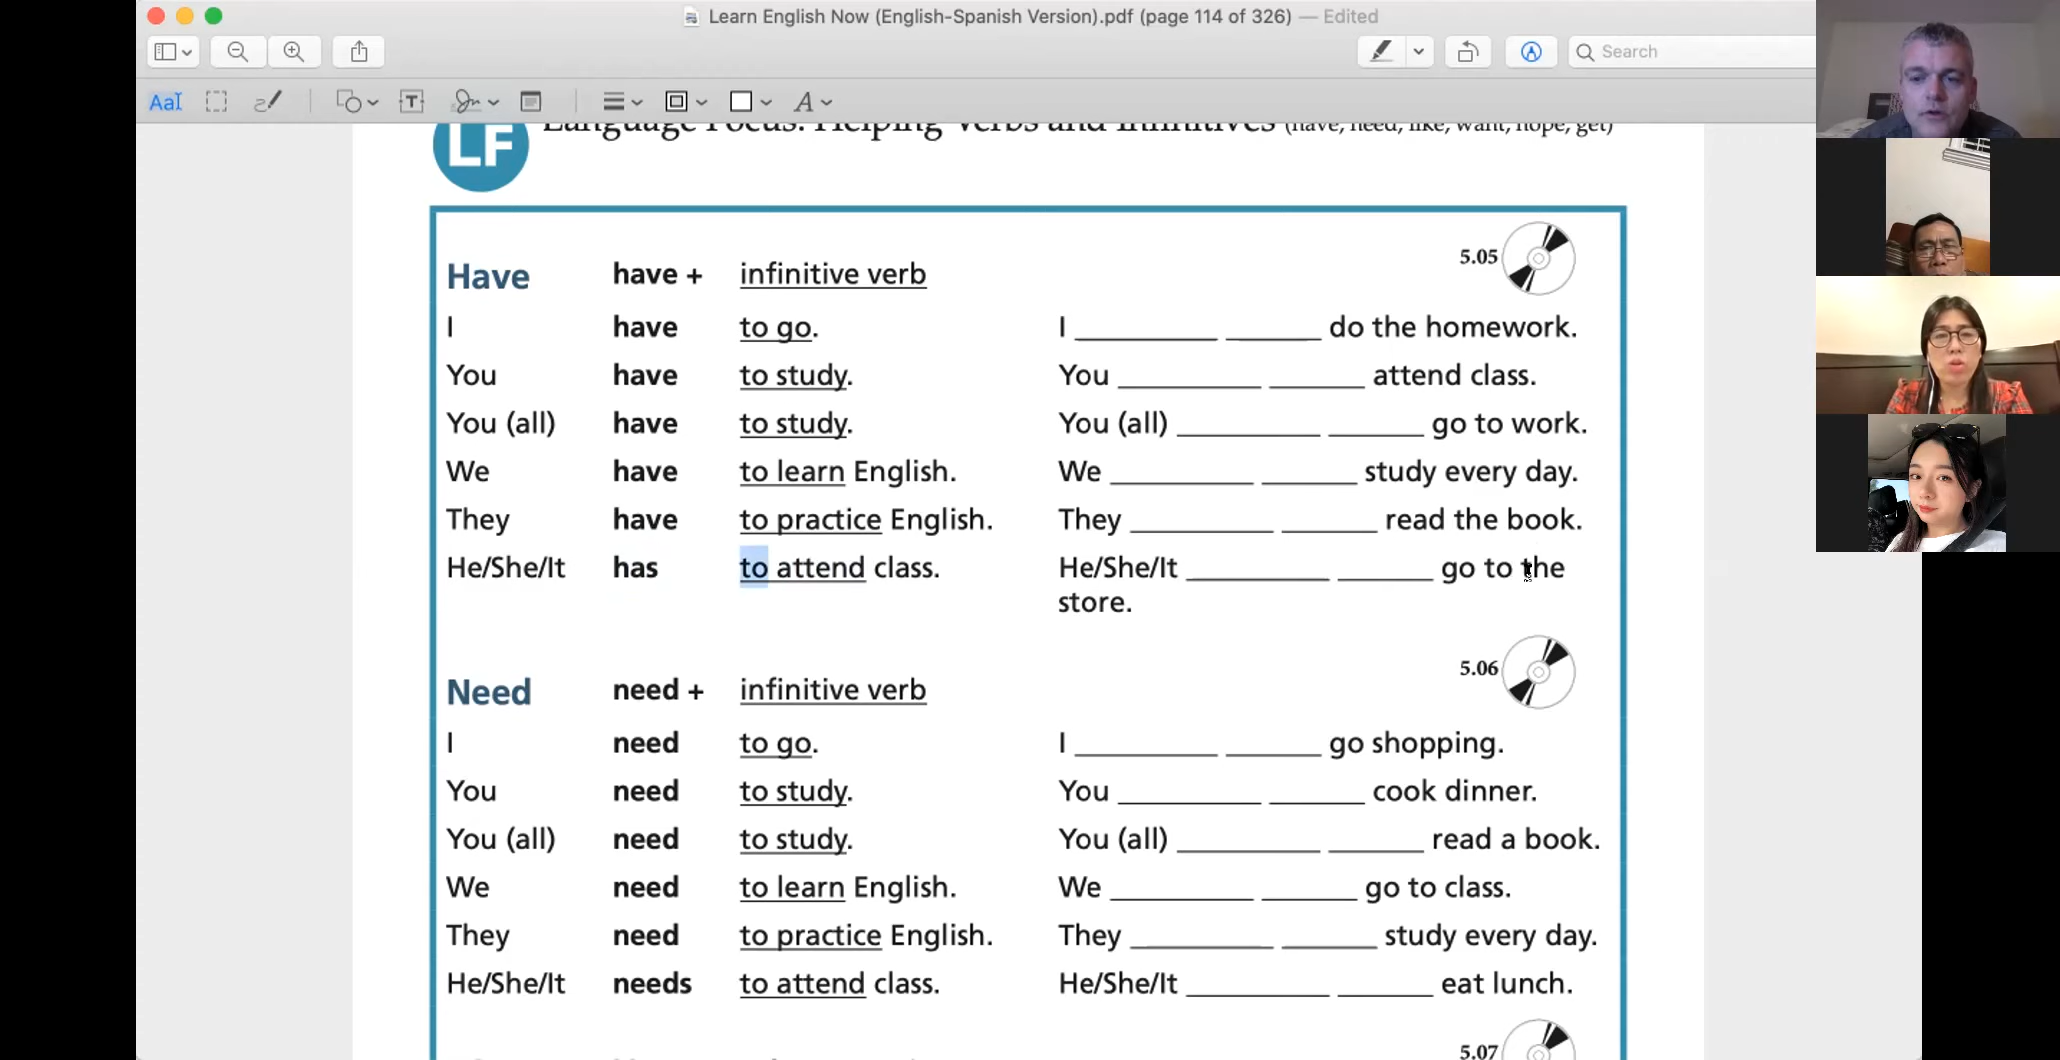 Learn English Now (English-Spanish Version).pdf (page 114 of 326) — Edited
Search
AaI T A
LF Language Focus: Helping Verbs and Infinitives (have, need, like, want, hope, get)
5.05
Have have + infinitive verb
I have to go. I ________ ______ do the homework.
You have to study. You ________ ______ attend class.
You (all) have to study. You (all) ________ ______ go to work.
We have to learn English. We ________ ______ study every day.
They have to practice English. They ________ ______ read the book.
He/She/It has to attend class. He/She/It ________ ______ go to the
store.
5.06
Need need + infinitive verb
I need to go. I ________ ______ go shopping.
You need to study. You ________ ______ cook dinner.
You (all) need to study. You (all) ________ ______ read a book.
We need to learn English. We ________ ______ go to class.
They need to practice English. They ________ ______ study every day.
He/She/It needs to attend class. He/She/It ________ ______ eat lunch.
5.07